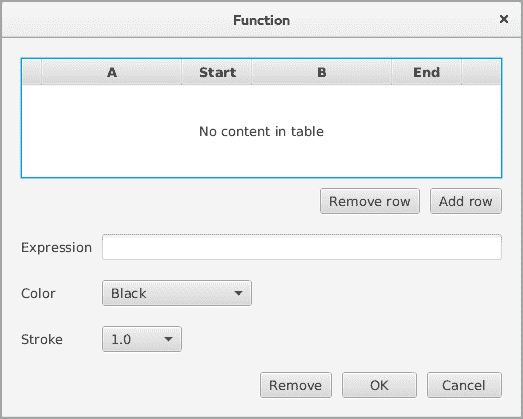 Function ×
A Start B End
No content in table
Remove row Add row
Expression
Color Black
Stroke 1.0
Remove OK Cancel